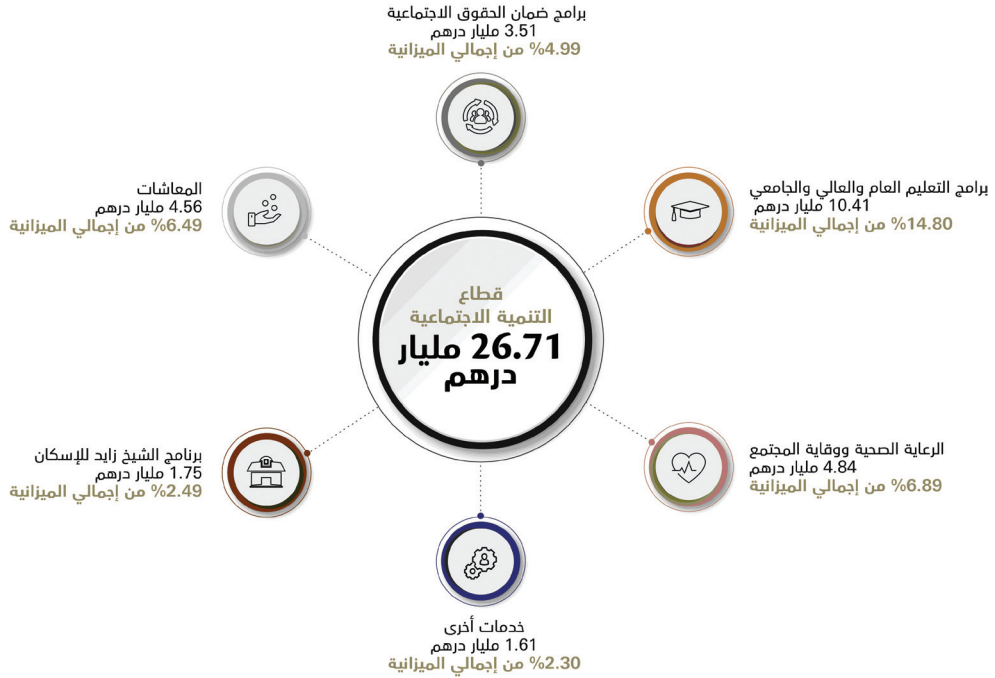 برامج ضمان الحقوق الاجتماعية
3.51 مليار درهم
%4.99 من إجمالي الميزانية
برامج التعليم العام والعالي والجامعي
10.41 مليار درهم
%14.80 من إجمالي الميزانية
المعاشات
4.56 مليار درهم
%6.49 من إجمالي الميزانية
قطاع
التنمية الاجتماعية
26.71 مليار
درهم
الرعاية الصحية ووقاية المجتمع
4.84 مليار درهم
%6.89 من إجمالي الميزانية
برنامج الشيخ زايد للإسكان
1.75 مليار درهم
%2.49 من إجمالي الميزانية
خدمات أخرى
1.61 مليار درهم
%2.30 من إجمالي الميزانية